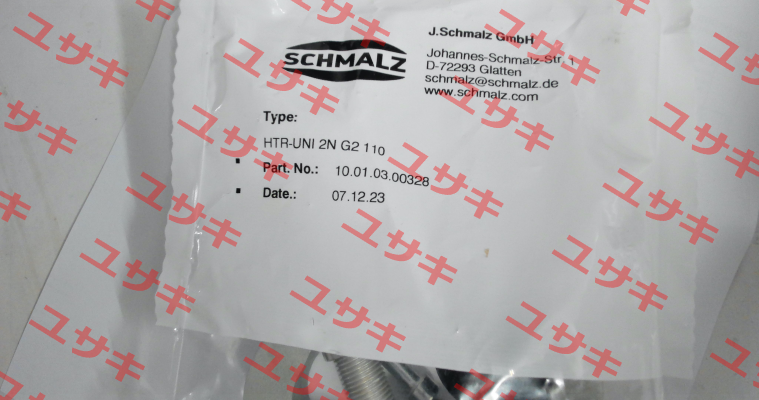 SCHMALZ
J.Schmalz GmbH
Johannes-Schmalz-Str. 1
D-72293 Glatten
schmalz@schmalz.de
www.schmalz.com
Type:
HTR-UNI 2N G2 110
Part. No.: 10.01.03.00328
Date.: 07.12.23
ユサキ